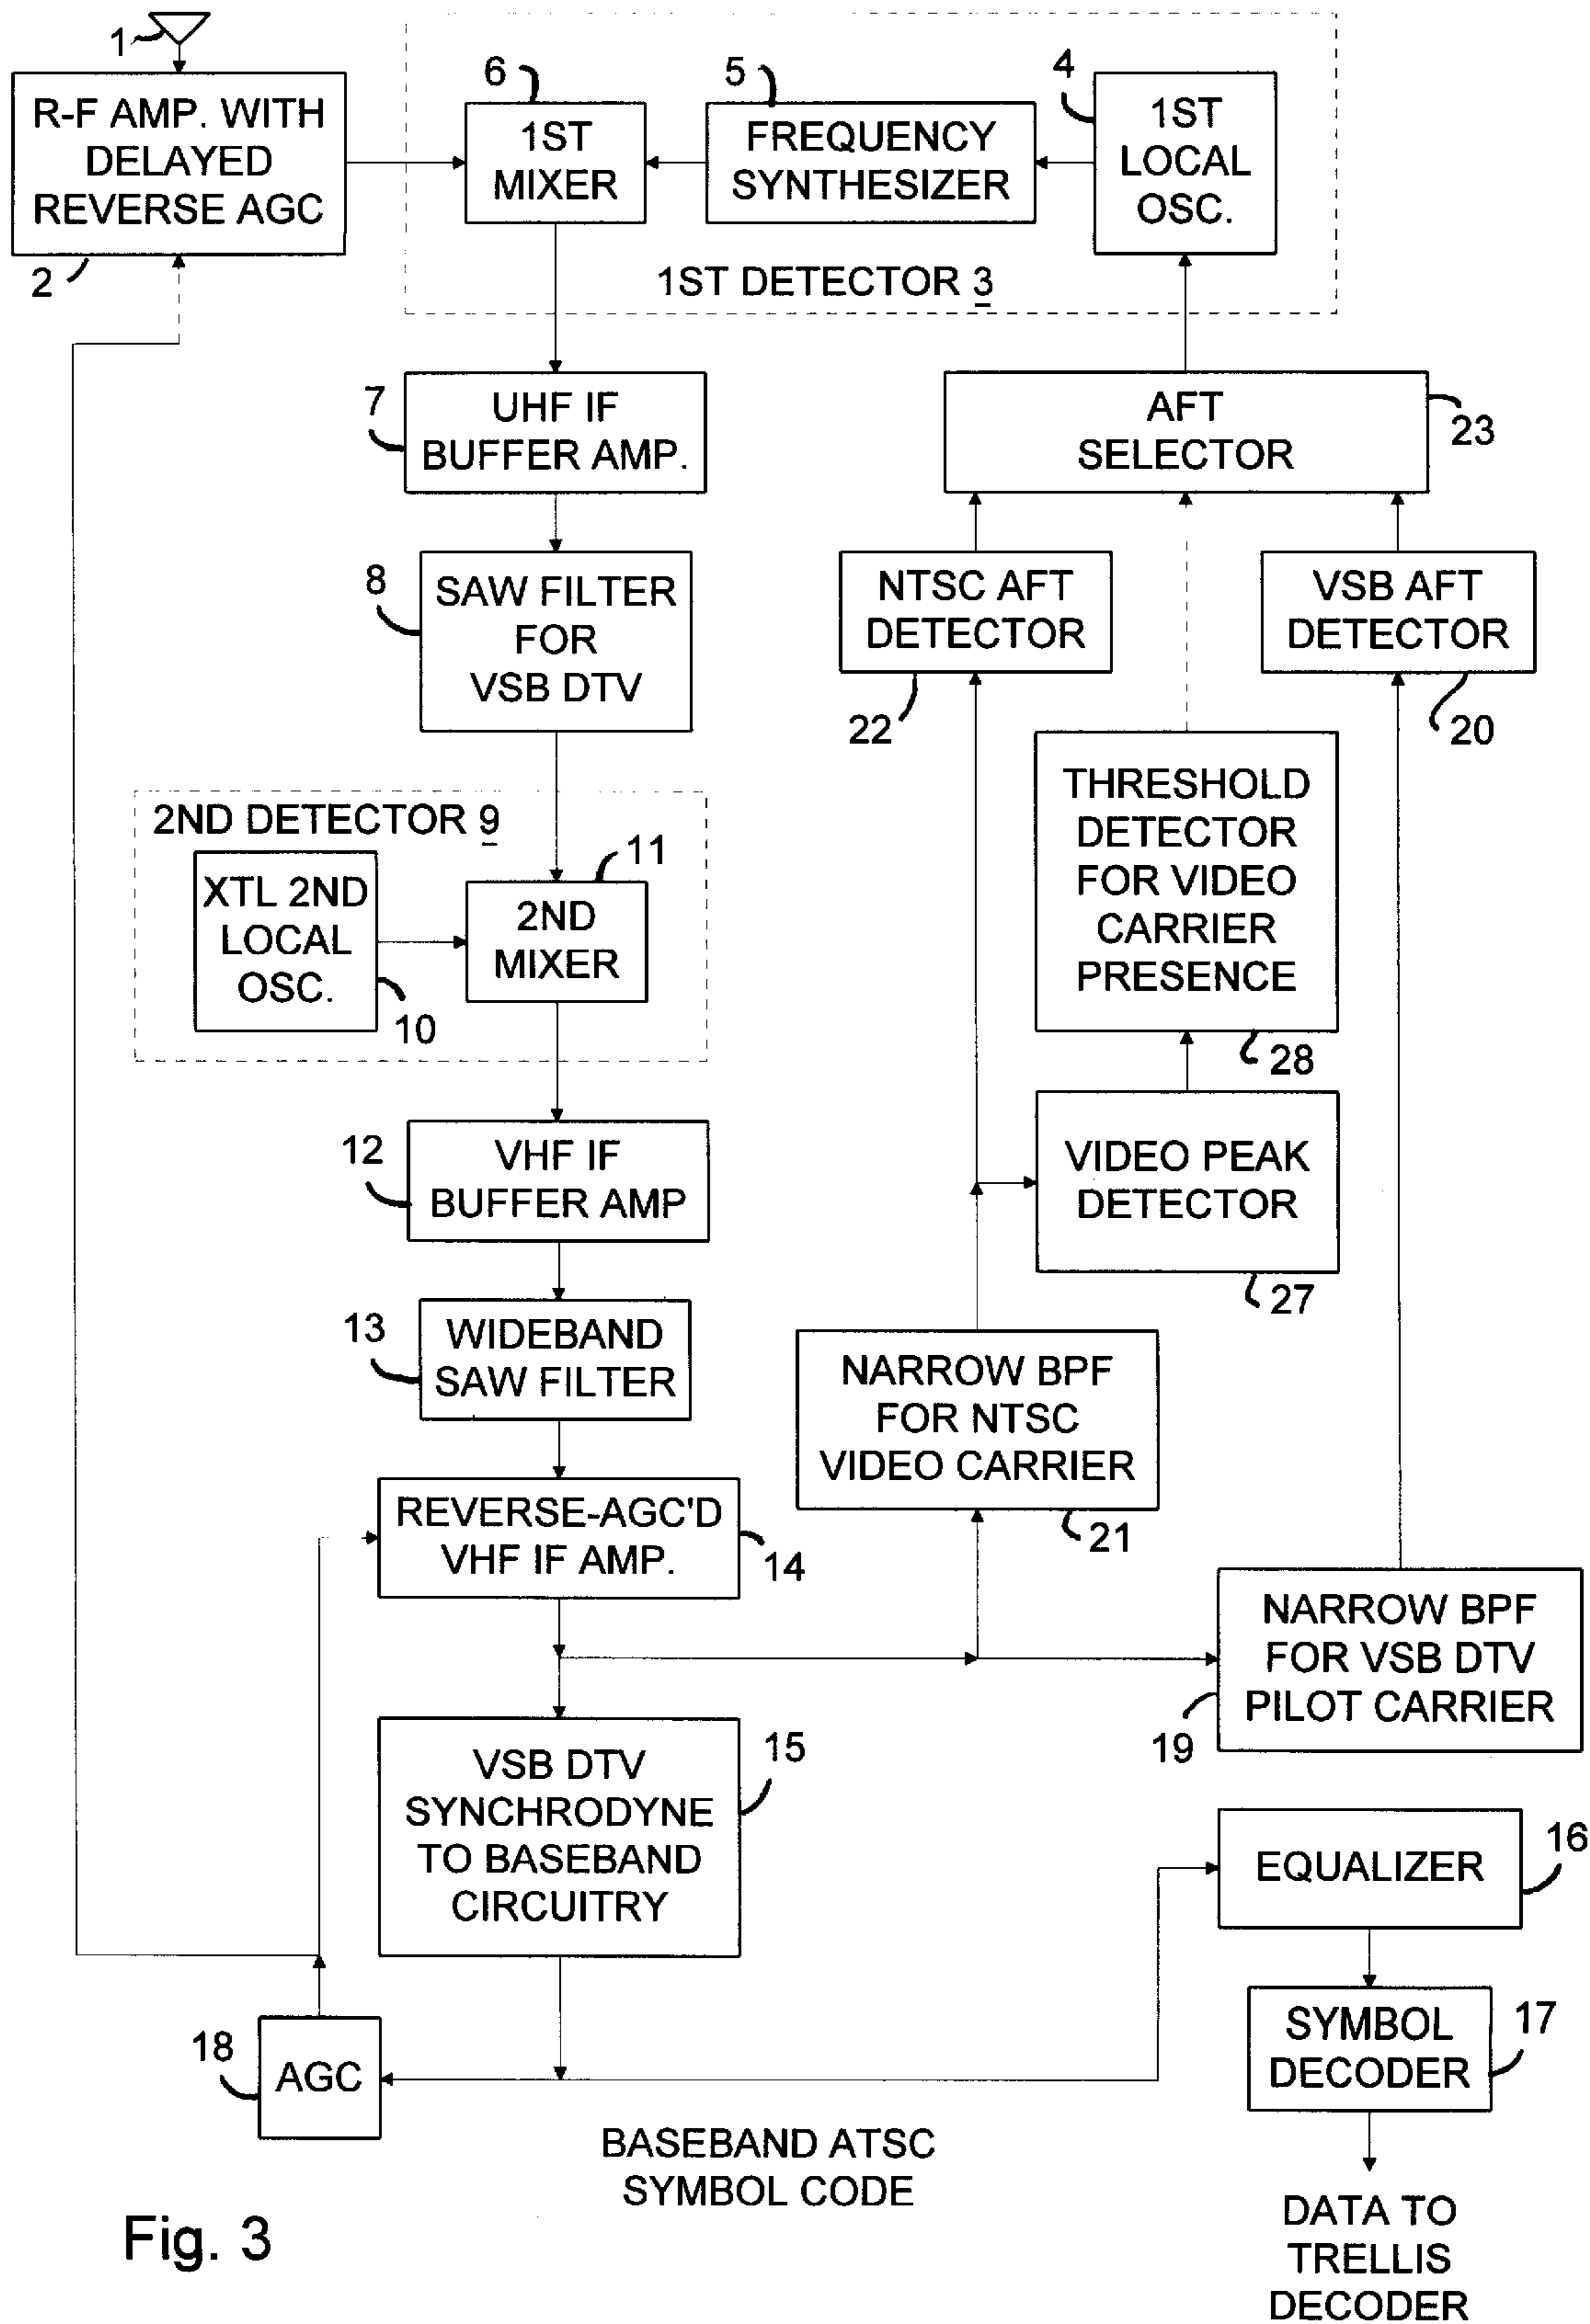 1
R-F AMP. WITH
DELAYED
REVERSE AGC
2
6
1ST
MIXER
5
FREQUENCY
SYNTHESIZER
4
1ST
LOCAL
OSC.
1ST DETECTOR 3
7
UHF IF
BUFFER AMP.
AFT
SELECTOR
23
8
SAW FILTER
FOR
VSB DTV
NTSC AFT
DETECTOR
22
VSB AFT
DETECTOR
20
THRESHOLD
DETECTOR
FOR VIDEO
CARRIER
PRESENCE
28
2ND DETECTOR 9
XTL 2ND
LOCAL
OSC.
10
11
2ND
MIXER
12
VHF IF
BUFFER AMP
VIDEO PEAK
DETECTOR
27
13
WIDEBAND
SAW FILTER
NARROW BPF
FOR NTSC
VIDEO CARRIER
21
REVERSE-AGC'D
VHF IF AMP.
14
NARROW BPF
FOR VSB DTV
PILOT CARRIER
19
VSB DTV
SYNCHRODYNE
TO BASEBAND
CIRCUITRY
15
EQUALIZER
16
18
AGC
SYMBOL
DECODER
17
BASEBAND ATSC
SYMBOL CODE
DATA TO
TRELLIS
DECODER
Fig. 3